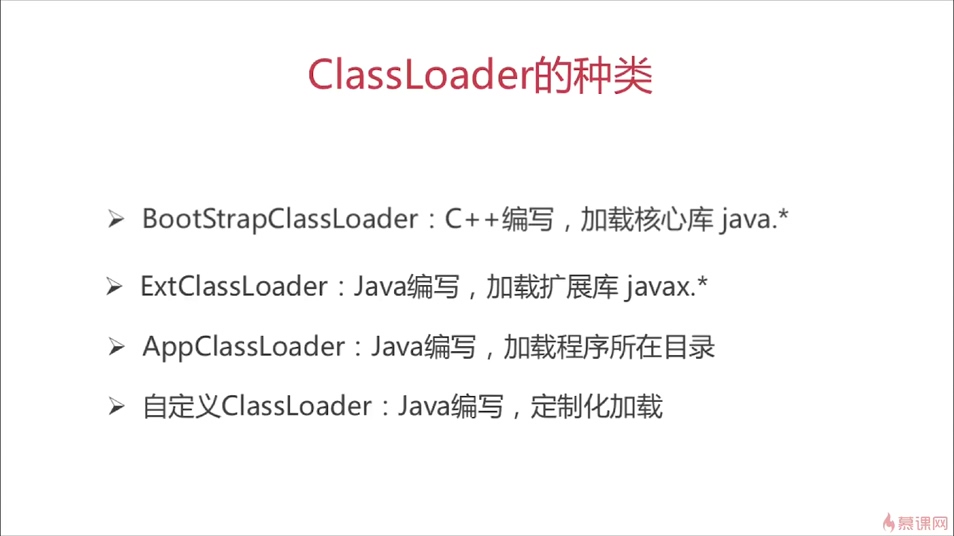 ClassLoader的种类
➢ BootStrapClassLoader：C++编写，加载核心库 java.*
➢ ExtClassLoader：Java编写，加载扩展库 javax.*
➢ AppClassLoader：Java编写，加载程序所在目录
➢ 自定义ClassLoader：Java编写，定制化加载
慕课网